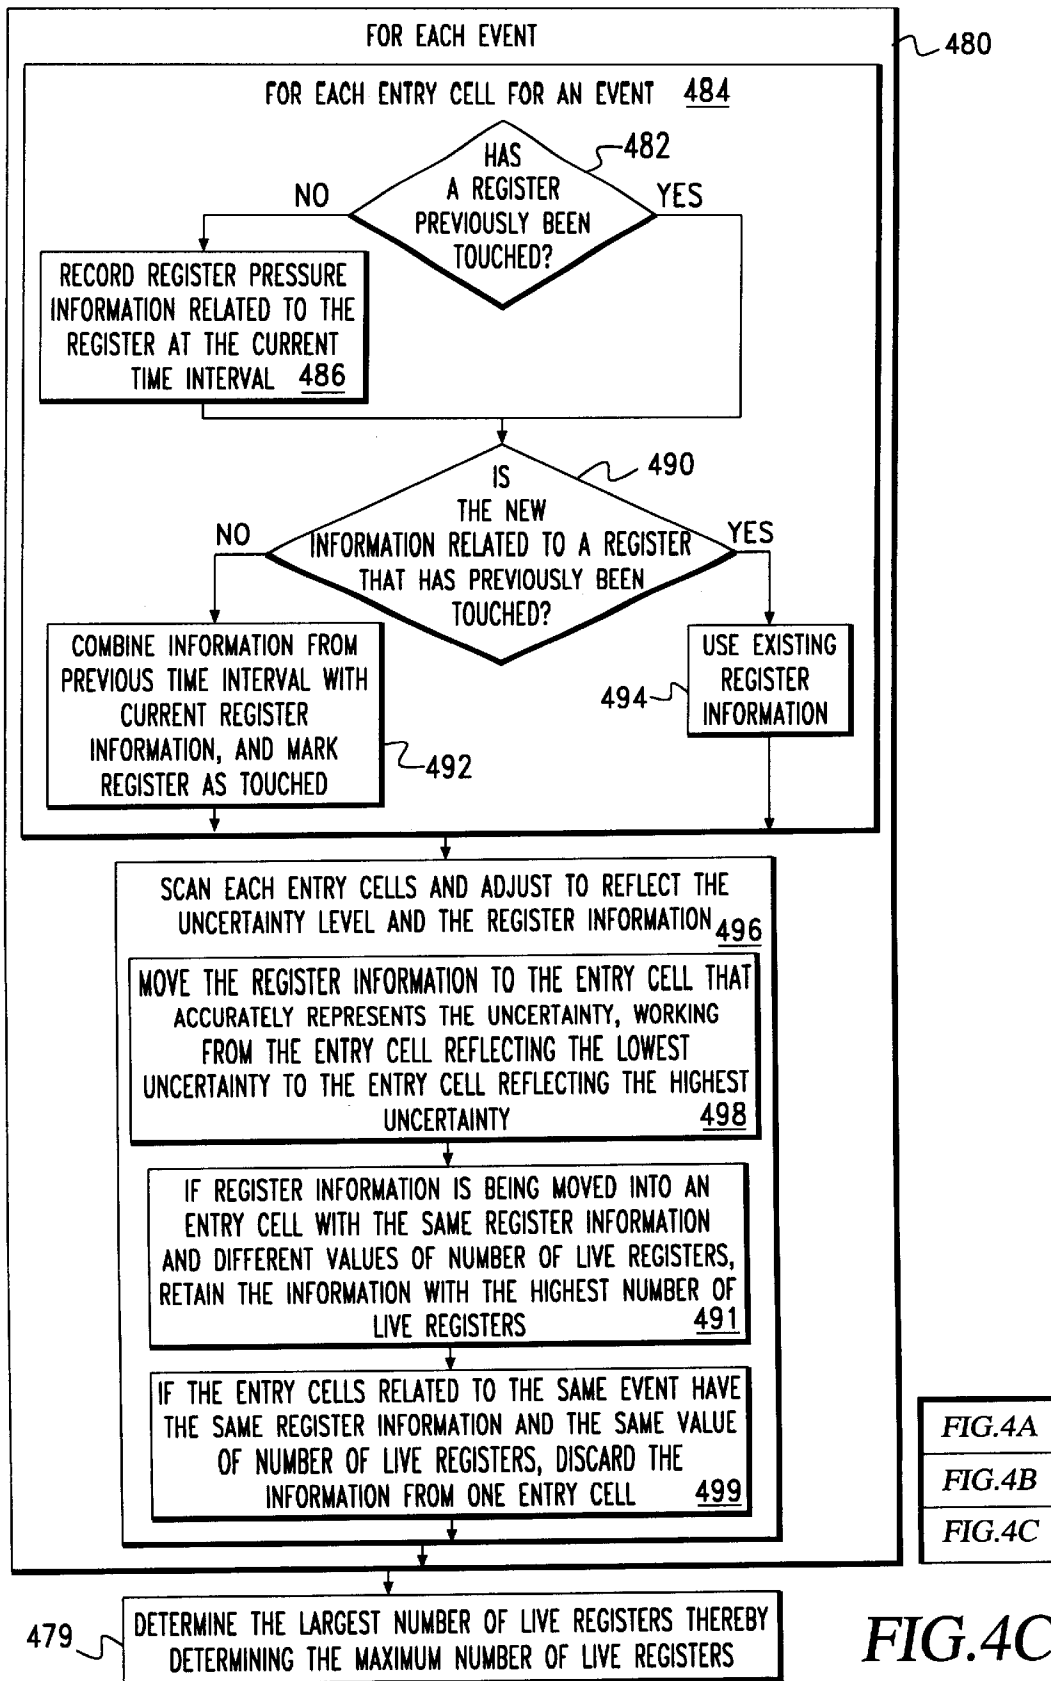 FOR EACH EVENT
480
FOR EACH ENTRY CELL FOR AN EVENT 484
482
HAS
A REGISTER
PREVIOUSLY BEEN
TOUCHED?
NO
YES
RECORD REGISTER PRESSURE
INFORMATION RELATED TO THE
REGISTER AT THE CURRENT
TIME INTERVAL 486
490
IS
THE NEW
INFORMATION RELATED TO A REGISTER
THAT HAS PREVIOUSLY BEEN
TOUCHED?
NO
YES
COMBINE INFORMATION FROM
PREVIOUS TIME INTERVAL WITH
CURRENT REGISTER
INFORMATION, AND MARK
REGISTER AS TOUCHED
492
USE EXISTING
REGISTER
INFORMATION
494
SCAN EACH ENTRY CELLS AND ADJUST TO REFLECT THE
UNCERTAINTY LEVEL AND THE REGISTER INFORMATION 496
MOVE THE REGISTER INFORMATION TO THE ENTRY CELL THAT
ACCURATELY REPRESENTS THE UNCERTAINTY, WORKING
FROM THE ENTRY CELL REFLECTING THE LOWEST
UNCERTAINTY TO THE ENTRY CELL REFLECTING THE HIGHEST
UNCERTAINTY 498
IF REGISTER INFORMATION IS BEING MOVED INTO AN
ENTRY CELL WITH THE SAME REGISTER INFORMATION
AND DIFFERENT VALUES OF NUMBER OF LIVE REGISTERS,
RETAIN THE INFORMATION WITH THE HIGHEST NUMBER OF
LIVE REGISTERS 491
IF THE ENTRY CELLS RELATED TO THE SAME EVENT HAVE
THE SAME REGISTER INFORMATION AND THE SAME VALUE
OF NUMBER OF LIVE REGISTERS, DISCARD THE
INFORMATION FROM ONE ENTRY CELL 499
FIG.4A
FIG.4B
FIG.4C
479
DETERMINE THE LARGEST NUMBER OF LIVE REGISTERS THEREBY
DETERMINING THE MAXIMUM NUMBER OF LIVE REGISTERS
FIG.4C